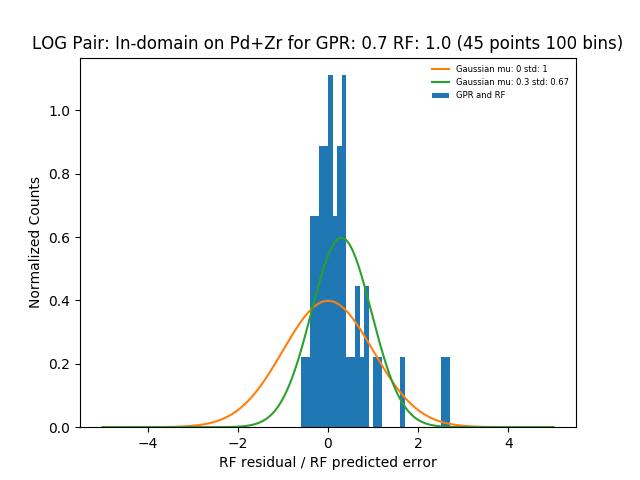 LOG Pair: In-domain on Pd+Zr for GPR: 0.7 RF: 1.0 (45 points 100 bins)
Gaussian mu: 0 std: 1
Gaussian mu: 0.3 std: 0.67
GPR and RF
Normalized Counts
1.0
0.8
0.6
0.4
0.2
0.0
−4 −2 0 2 4
RF residual / RF predicted error